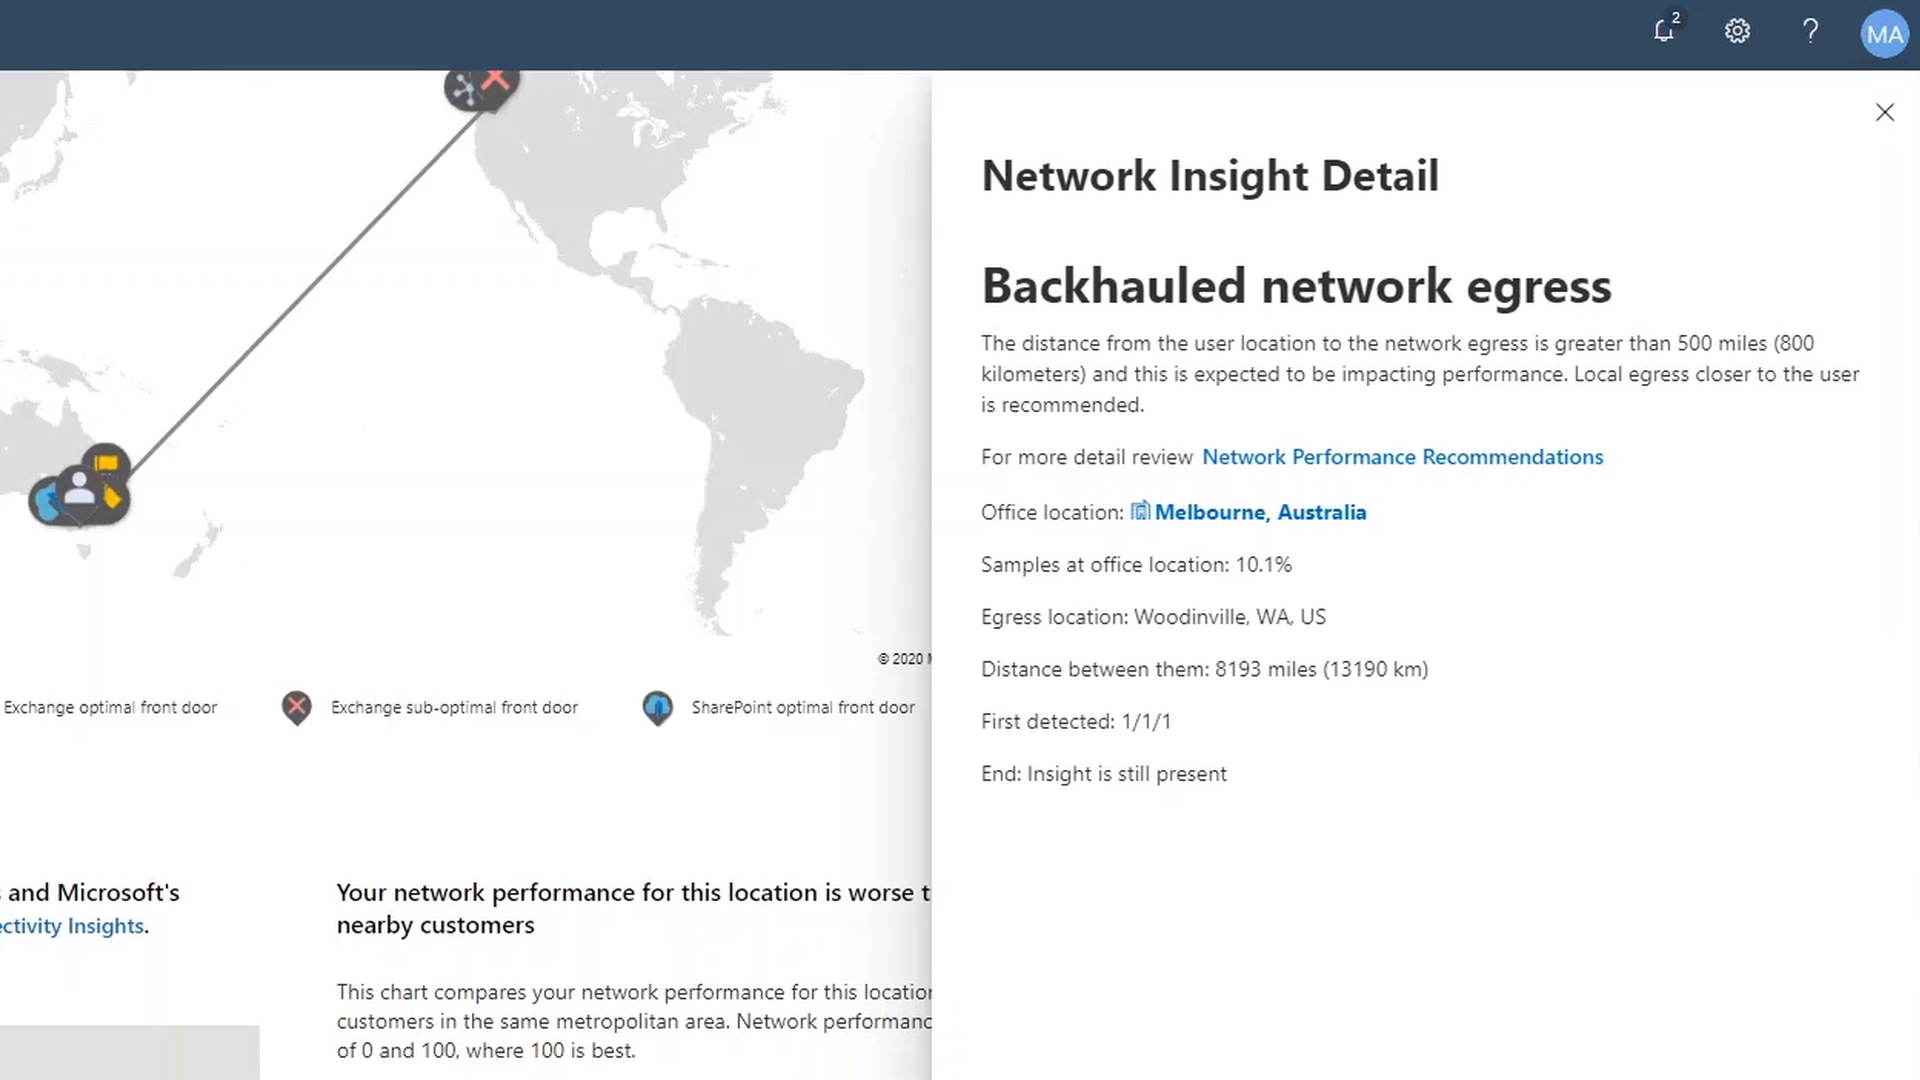 2
MA
Network Insight Detail
Backhauled network egress
The distance from the user location to the network egress is greater than 500 miles (800
kilometers) and this is expected to be impacting performance. Local egress closer to the user
is recommended.
For more detail review Network Performance Recommendations
Office location: Melbourne, Australia
Samples at office location: 10.1%
Egress location: Woodinville, WA, US
Distance between them: 8193 miles (13190 km)
First detected: 1/1/1
End: Insight is still present
© 2020
Exchange optimal front door
Exchange sub-optimal front door
SharePoint optimal front door
and Microsoft's
ectivity Insights.
Your network performance for this location is worse t
nearby customers
This chart compares your network performance for this location
customers in the same metropolitan area. Network performanc
of 0 and 100, where 100 is best.